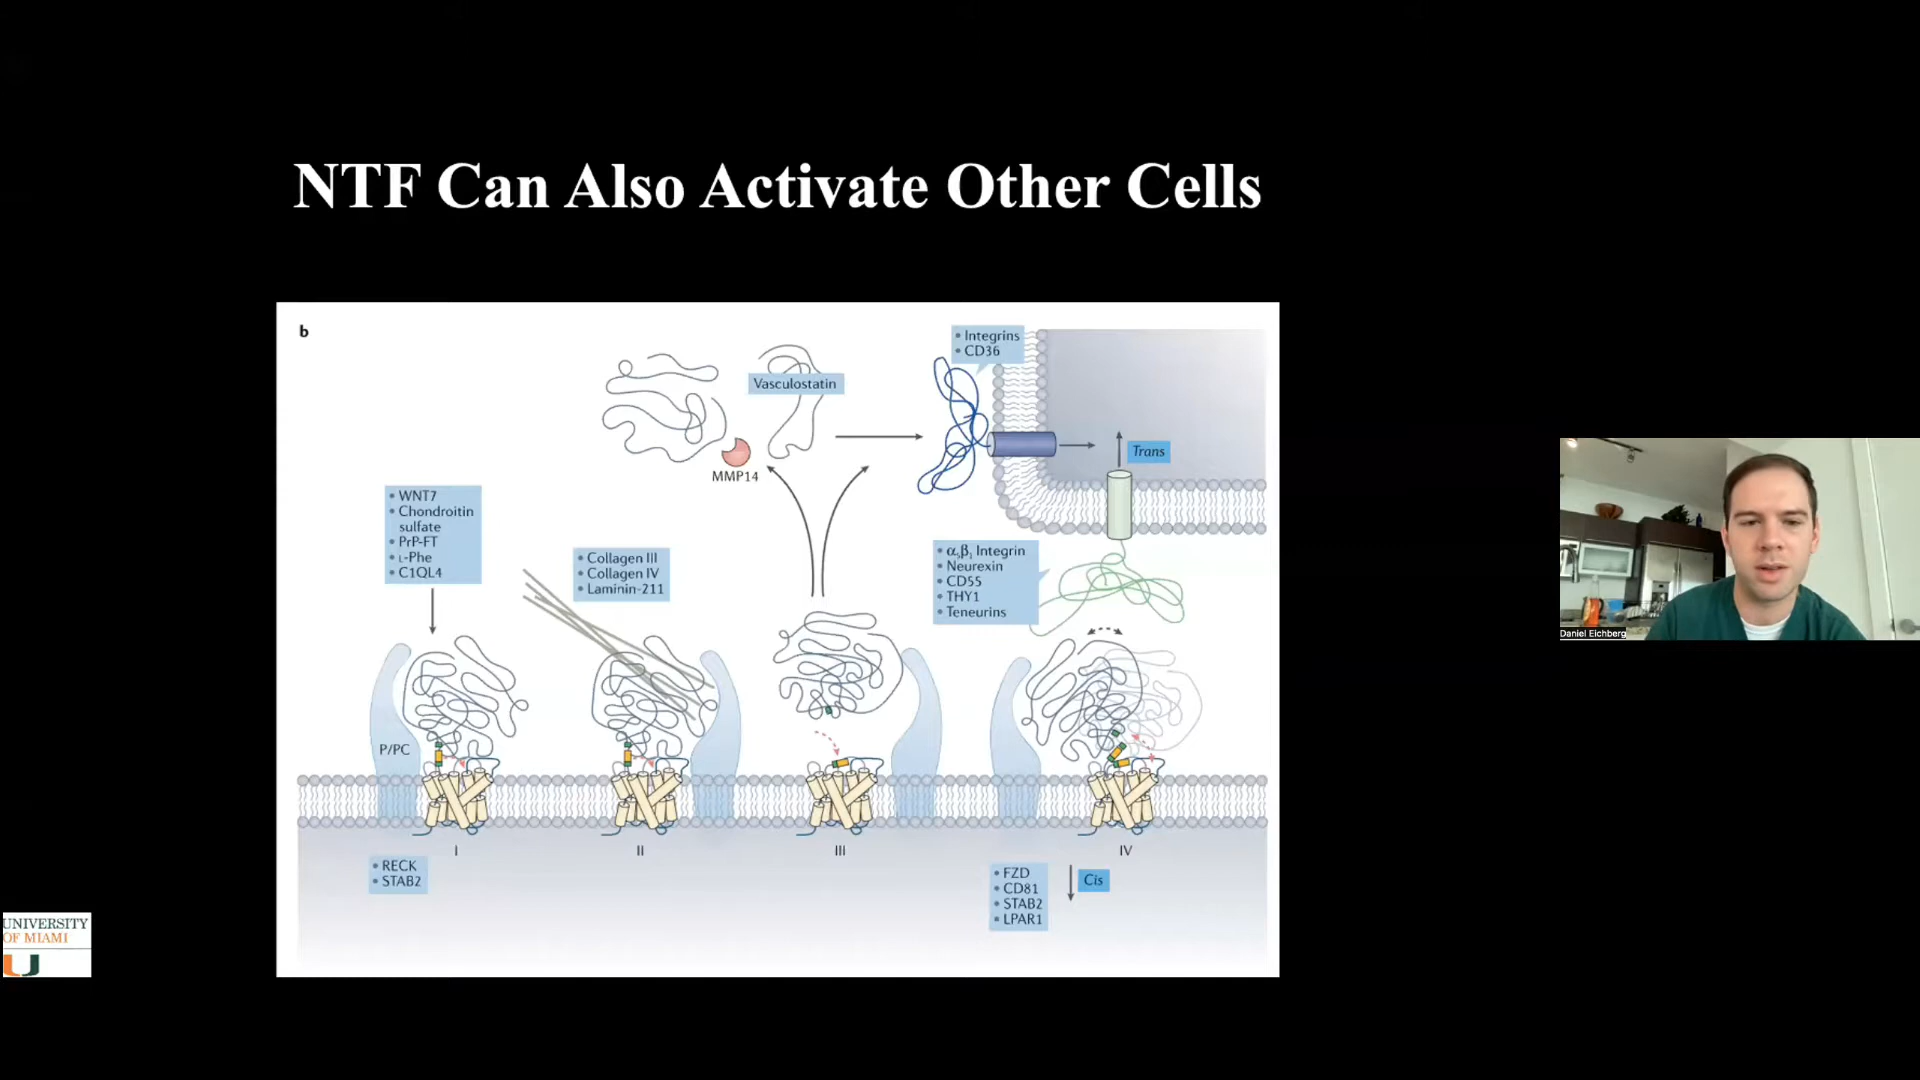 NTF Can Also Activate Other Cells
b
• Integrins
• CD36
Vasculostatin
Trans
MMP14
• WNT7
• Chondroitin
sulfate
• PrP-FT
• L-Phe
• C1QL4
• Collagen III
• Collagen IV
• Laminin-211
Integrin
• Neurexin
• CD55
• THY1
• Teneurins
P/PC
I
II
III
IV
• RECK
• STAB2
• FZD
• CD81
• STAB2
• LPAR1
Cis
Daniel Eichberg
UNIVERSITY
OF MIAMI
U